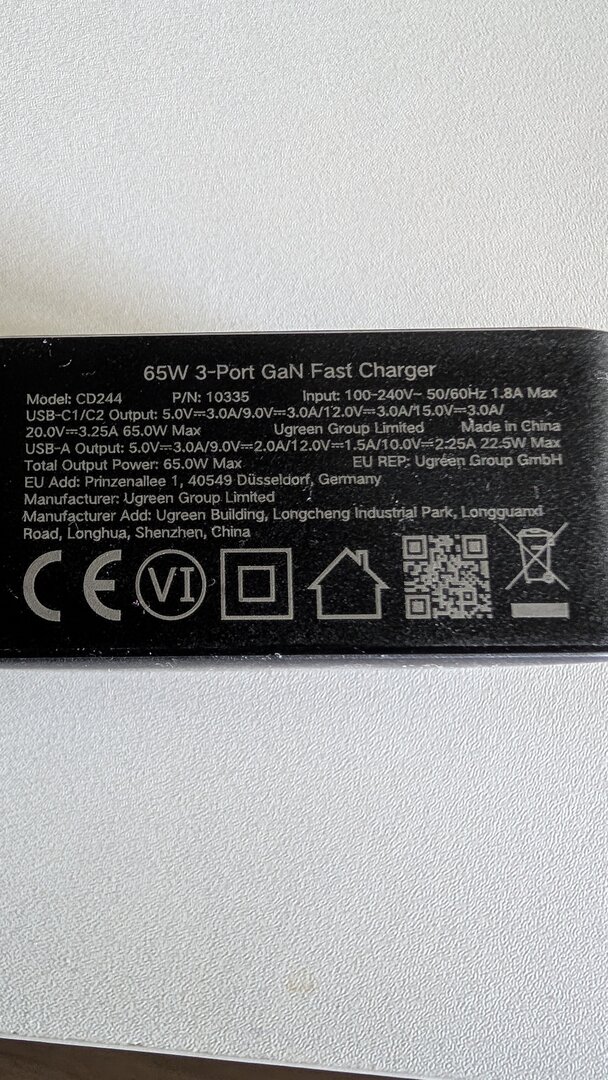 65W 3-Port GaN Fast Charger
Model: CD244 P/N: 10335 Input: 100-240V~ 50/60Hz 1.8A Max
USB-C1/C2 Output: 5.0V⎓3.0A/9.0V⎓3.0A/12.0V⎓3.0A/15.0V⎓3.0A/
20.0V⎓3.25A 65.0W Max Ugreen Group Limited Made in China
USB-A Output: 5.0V⎓3.0A/9.0V⎓2.0A/12.0V⎓1.5A/10.0V⎓2.25A 22.5W Max
Total Output Power: 65.0W Max EU REP: Ugreen Group GmbH
EU Add: Prinzenallee 1, 40549 Düsseldorf, Germany
Manufacturer: Ugreen Group Limited
Manufacturer Add: Ugreen Building, Longcheng Industrial Park, Longguanxi
Road, Longhua, Shenzhen, China
CE VI